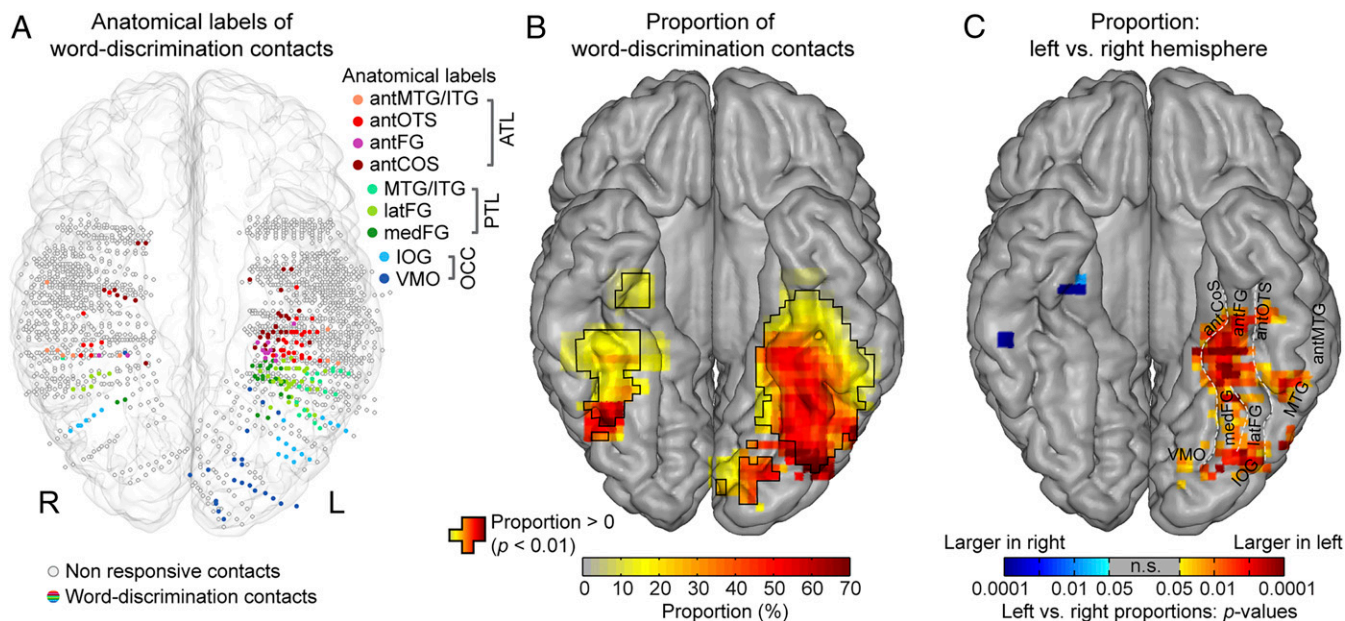 A
Anatomical labels of
word-discrimination contacts
Anatomical labels
antMTG/ITG
antOTS
antFG
antCOS
ATL
MTG/ITG
latFG
medFG
PTL
IOG
VMO
OCC
R
L
Non responsive contacts
Word-discrimination contacts
B
Proportion of
word-discrimination contacts
Proportion > 0
(p < 0.01)
0 10 20 30 40 50 60 70
Proportion (%)
C
Proportion:
left vs. right hemisphere
antCoS
antFG
antOTS
antMTG
MTG
medFG
latFG
VMO
IOG
Larger in right
Larger in left
n.s.
0.0001 0.01 0.05 0.05 0.01 0.0001
Left vs. right proportions: p-values